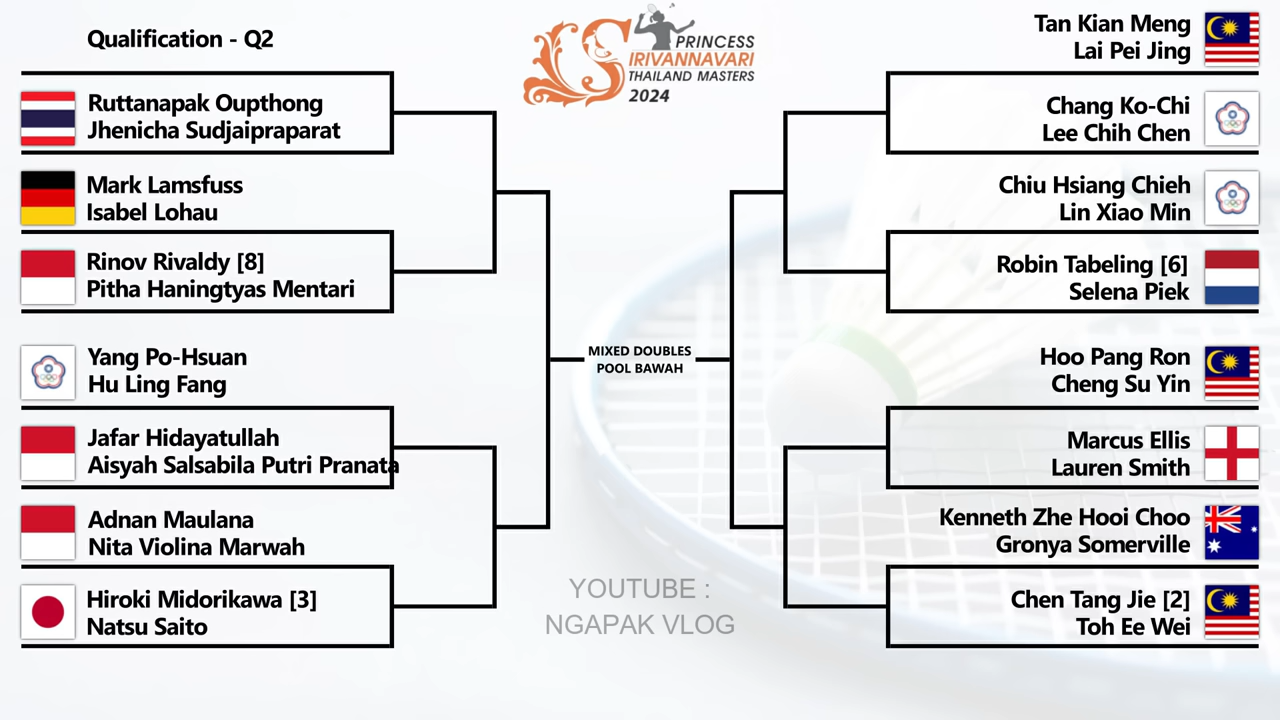 Qualification - Q2
Ruttanapak Oupthong
Jhenicha Sudjaipraparat
Mark Lamsfuss
Isabel Lohau
Rinov Rivaldy [8]
Pitha Haningtyas Mentari
Yang Po-Hsuan
Hu Ling Fang
Jafar Hidayatullah
Aisyah Salsabila Putri Pranata
Adnan Maulana
Nita Violina Marwah
Hiroki Midorikawa [3]
Natsu Saito
PRINCESS
SIRIVANNAVARI
THAILAND MASTERS
2024
MIXED DOUBLES
POOL BAWAH
YOUTUBE :
NGAPAK VLOG
Tan Kian Meng
Lai Pei Jing
Chang Ko-Chi
Lee Chih Chen
Chiu Hsiang Chieh
Lin Xiao Min
Robin Tabeling [6]
Selena Piek
Hoo Pang Ron
Cheng Su Yin
Marcus Ellis
Lauren Smith
Kenneth Zhe Hooi Choo
Gronya Somerville
Chen Tang Jie [2]
Toh Ee Wei